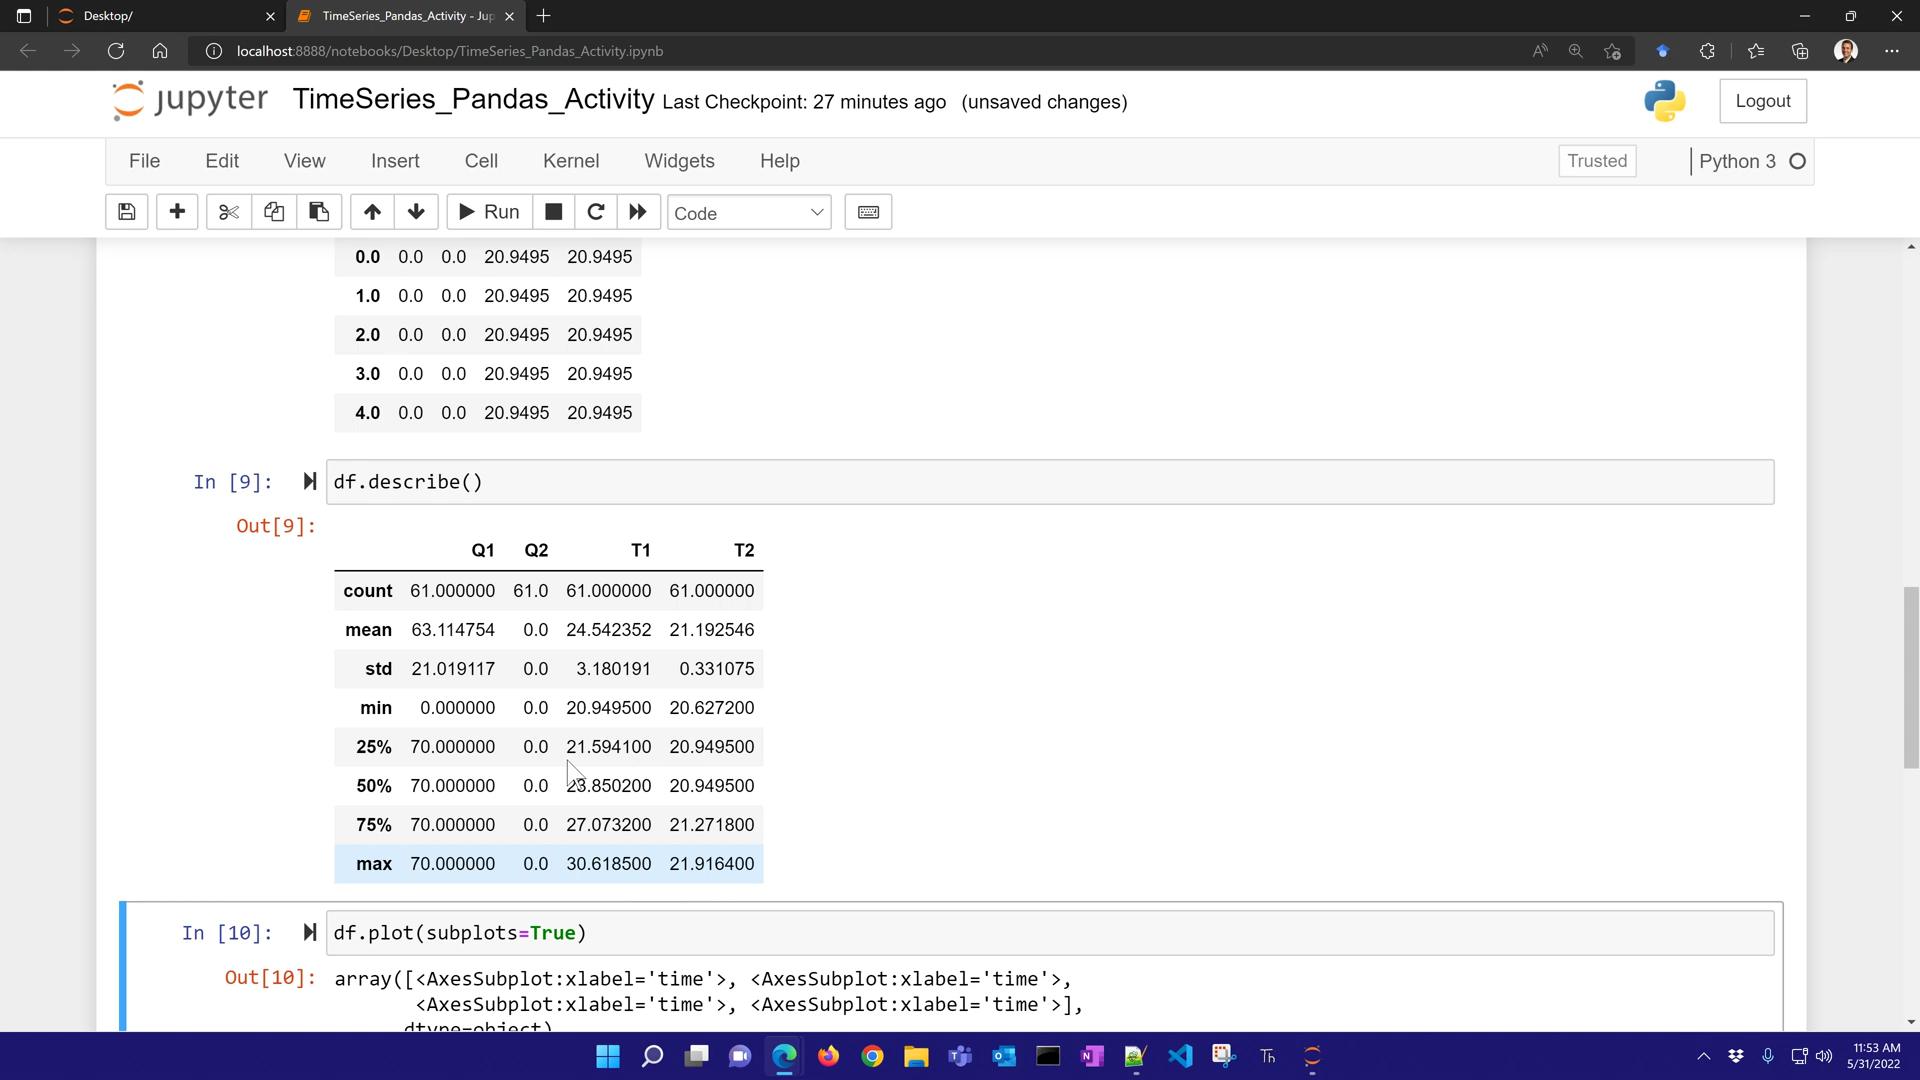 Desktop/
TimeSeries_Pandas_Activity - Jup
localhost:8888/notebooks/Desktop/TimeSeries_Pandas_Activity.ipynb
jupyter TimeSeries_Pandas_Activity Last Checkpoint: 27 minutes ago (unsaved changes)
Logout
File Edit View Insert Cell Kernel Widgets Help
Trusted Python 3
Run Code
0.0 0.0 0.0 20.9495 20.9495
1.0 0.0 0.0 20.9495 20.9495
2.0 0.0 0.0 20.9495 20.9495
3.0 0.0 0.0 20.9495 20.9495
4.0 0.0 0.0 20.9495 20.9495
In [9]: df.describe()
Out[9]:
Q1 Q2 T1 T2
count 61.000000 61.0 61.000000 61.000000
mean 63.114754 0.0 24.542352 21.192546
std 21.019117 0.0 3.180191 0.331075
min 0.000000 0.0 20.949500 20.627200
25% 70.000000 0.0 21.594100 20.949500
50% 70.000000 0.0 23.850200 20.949500
75% 70.000000 0.0 27.073200 21.271800
max 70.000000 0.0 30.618500 21.916400
In [10]: df.plot(subplots=True)
Out[10]: array([<AxesSubplot:xlabel='time'>, <AxesSubplot:xlabel='time'>,
<AxesSubplot:xlabel='time'>, <AxesSubplot:xlabel='time'>],
dtype=object)
Th
11:53 AM
5/31/2022